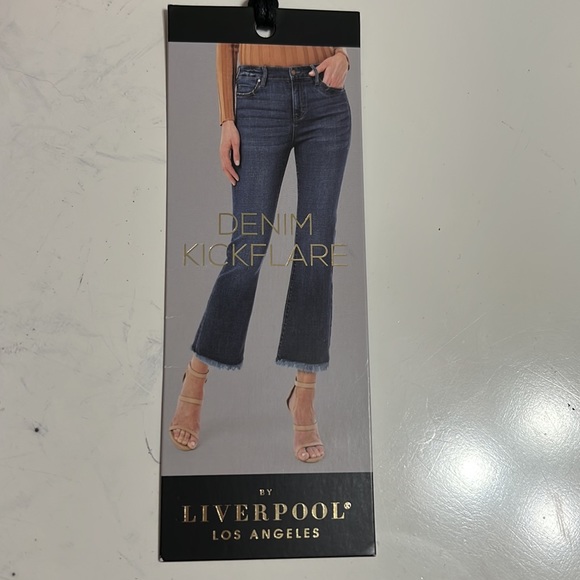 DENIM
KICKFLARE
BY
LIVERPOOL®
LOS ANGELES